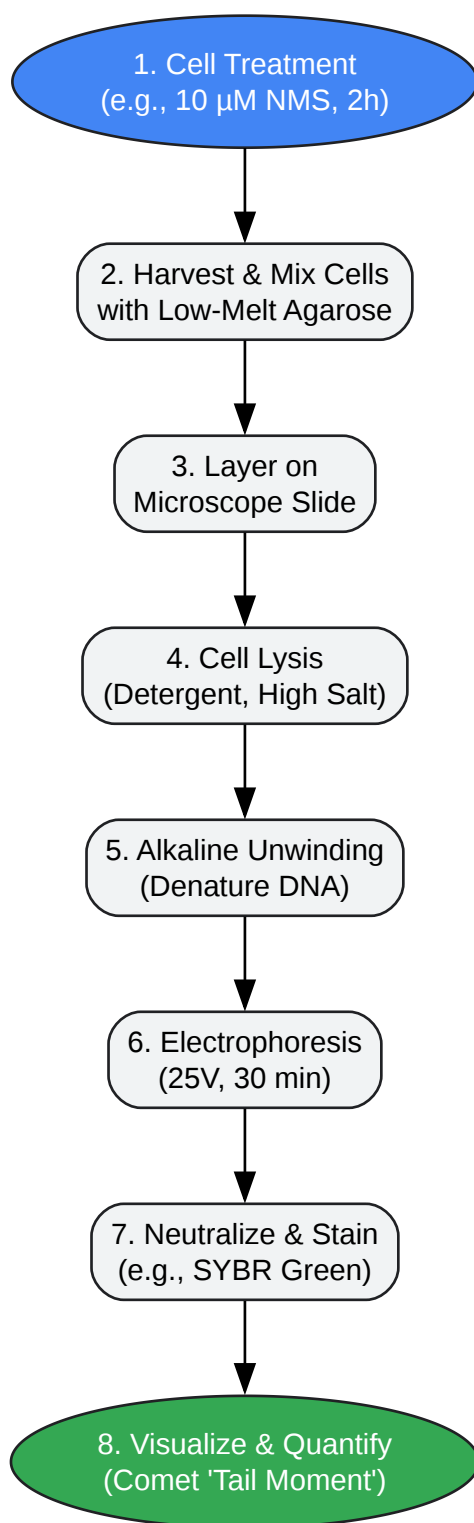 1. Cell Treatment
(e.g., 10 µM NMS, 2h)
2. Harvest & Mix Cells
with Low-Melt Agarose
3. Layer on
Microscope Slide
4. Cell Lysis
(Detergent, High Salt)
5. Alkaline Unwinding
(Denature DNA)
6. Electrophoresis
(25V, 30 min)
7. Neutralize & Stain
(e.g., SYBR Green)
8. Visualize & Quantify
(Comet 'Tail Moment')